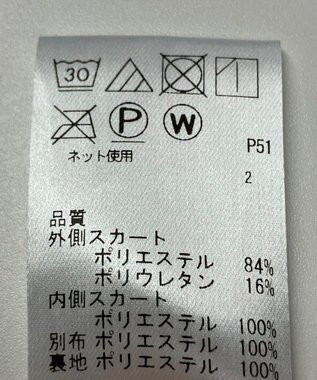 30
P W
ネット使用
P51
2
品質
外側スカート
ポリエステル 84%
ポリウレタン 16%
内側スカート
ポリエステル 100%
別布 ポリエステル 100%
裏地 ポリエステル 100%